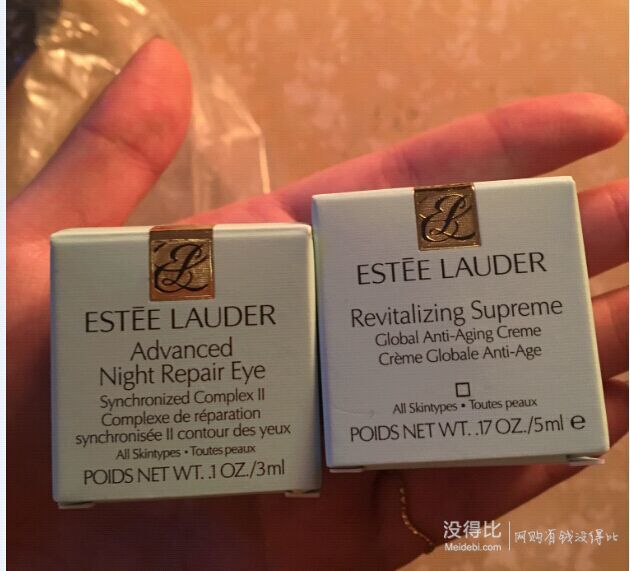 ESTĒE LAUDER
Advanced
Night Repair Eye
Synchronized Complex II
Complexe de réparation
synchronisée II contour des yeux
All Skintypes • Toutes peaux
POIDS NET WT. .1 OZ./3ml
ESTĒE LAUDER
Revitalizing Supreme
Global Anti-Aging Creme
Crème Globale Anti-Age
All Skintypes • Toutes peaux
POIDS NET WT. .17 OZ./5ml e
没得比
Meidebi.com
网购有钱没得比